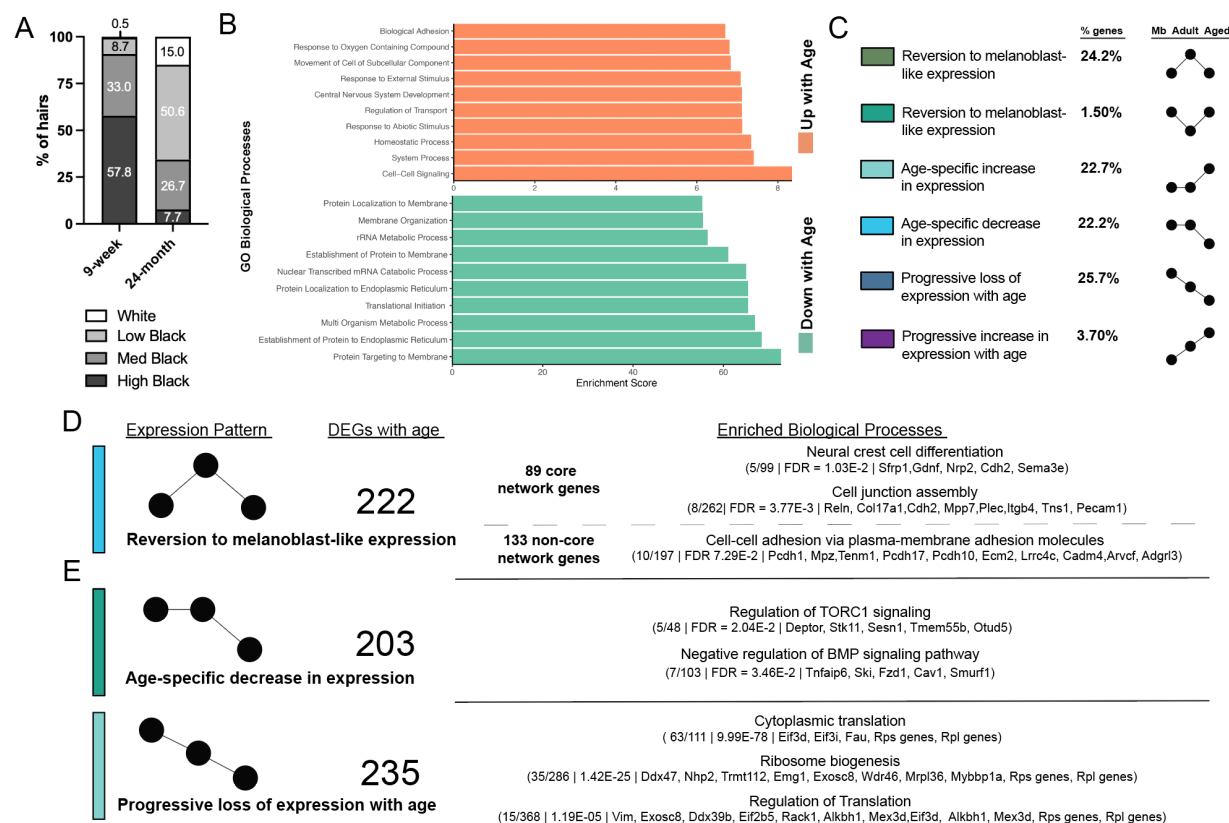 A
0.5
100
8.7
15.0
75
33.0
50.6
50
% of hairs
57.8
25
26.7
7.7
0
9-week
24-month
White
Low Black
Med Black
High Black
B
GO Biological Processes
Biological Adhesion
Response to Oxygen Containing Compound
Movement of Cell of Subcellular Component
Response to External Stimulus
Central Nervous System Development
Regulation of Transport
Response to Abiotic Stimulus
Homeostatic Process
System Process
Cell-Cell Signaling
0 2 4 6 8
Up with Age
Protein Localization to Membrane
Membrane Organization
rRNA Metabolic Process
Establishment of Protein to Membrane
Nuclear Transcribed mRNA Catabolic Process
Protein Localization to Endoplasmic Reticulum
Translational Initiation
Multi Organism Metabolic Process
Establishment of Protein to Endoplasmic Reticulum
Protein Targeting to Membrane
0 20 40 60
Enrichment Score
Down with Age
C
% genes Mb Adult Aged
Reversion to melanoblast-
like expression
24.2%
Reversion to melanoblast-
like expression
1.50%
Age-specific increase
in expression
22.7%
Age-specific decrease
in expression
22.2%
Progressive loss of
expression with age
25.7%
Progressive increase in
expression with age
3.70%
D
Expression Pattern DEGs with age Enriched Biological Processes
222
Reversion to melanoblast-like expression
89 core
network genes
Neural crest cell differentiation
(5/99 | FDR = 1.03E-2 | Sfrp1,Gdnf, Nrp2, Cdh2, Sema3e)
Cell junction assembly
(8/262| FDR = 3.77E-3 | Reln, Col17a1,Cdh2, Mpp7,Plec,Itgb4, Tns1, Pecam1)
133 non-core
network genes
Cell-cell adhesion via plasma-membrane adhesion molecules
(10/197 | FDR 7.29E-2 | Pcdh1, Mpz,Tenm1, Pcdh17, Pcdh10, Ecm2, Lrrc4c, Cadm4,Arvcf, Adgrl3)
E
203
Age-specific decrease in expression
Regulation of TORC1 signaling
(5/48 | FDR = 2.04E-2 | Deptor, Stk11, Sesn1, Tmem55b, Otud5)
Negative regulation of BMP signaling pathway
(7/103 | FDR = 3.46E-2 | Tnfaip6, Ski, Fzd1, Cav1, Smurf1)
235
Progressive loss of expression with age
Cytoplasmic translation
( 63/111 | 9.99E-78 | Eif3d, Eif3i, Fau, Rps genes, Rpl genes)
Ribosome biogenesis
(35/286 | 1.42E-25 | Ddx47, Nhp2, Trmt112, Emg1, Exosc8, Wdr46, Mrpl36, Mybbp1a, Rps genes, Rpl genes)
Regulation of Translation
(15/368 | 1.19E-05 | Vim, Exosc8, Ddx39b, Eif2b5, Rack1, Alkbh1, Mex3d,Eif3d, Alkbh1, Mex3d, Rps genes, Rpl genes)